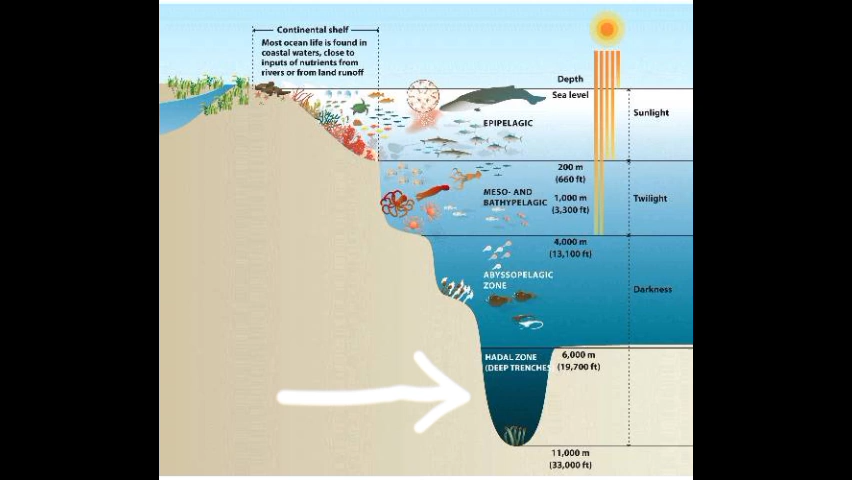 Continental shelf
Most ocean life is found in
coastal waters, close to
inputs of nutrients from
rivers or from land runoff
Depth
Sea level
EPIPELAGIC
Sunlight
200 m
(660 ft)
MESO- AND
BATHYPELAGIC
1,000 m
(3,300 ft)
Twilight
4,000 m
(13,100 ft)
ABYSSOPELAGIC
ZONE
Darkness
HADAL ZONE
(DEEP TRENCHES
6,000 m
(19,700 ft)
11,000 m
(33,000 ft)